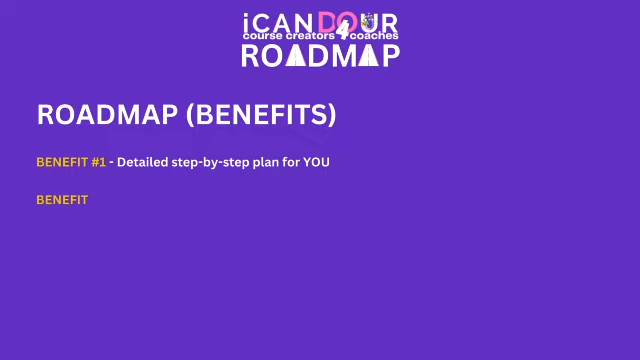 iCANDOUR
course creators 4 coaches
ROADMAP
ROADMAP (BENEFITS)
BENEFIT #1 - Detailed step-by-step plan for YOU
BENEFIT